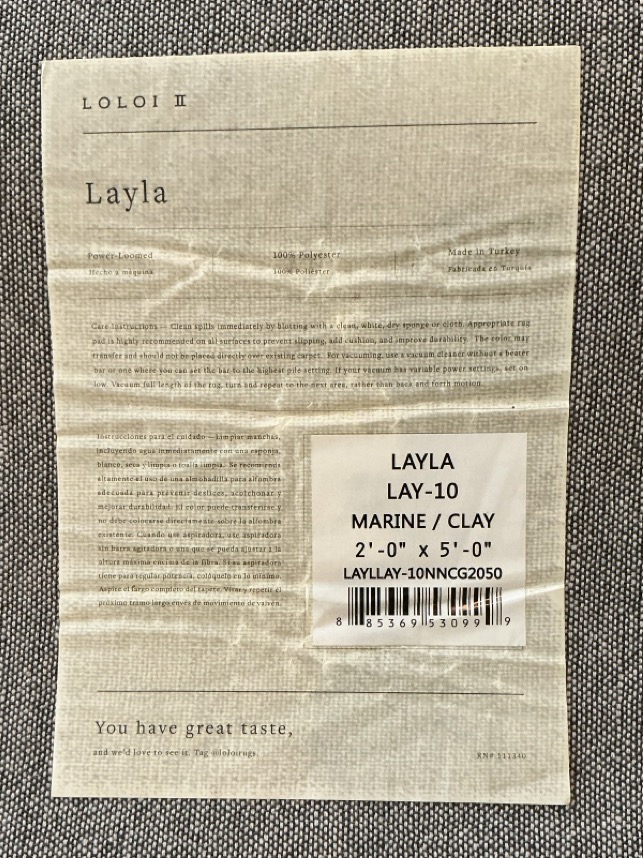 LOLOI II
Layla
Power-Loomed 100% Polyester Made in Turkey
Hecho a máquina 100% Poliéster Fabricada en Turquía
Care Instructions — Clean spills immediately by blotting with a clean, white, dry sponge or cloth. Appropriate rug
pad is highly recommended on all surfaces to prevent slipping, add cushion, and improve durability. The color may
transfer and should not be placed directly over existing carpet. For vacuuming, use a vacuum cleaner without a beater
bar or one where you can set the bar to the highest pile setting. If your vacuum has variable power settings, set on
low. Vacuum full length of the rug, turn and repeat to the next area, rather than back and forth motion.
Instrucciones para el cuidado — Limpiar manchas,
incluyendo agua inmediatamente con una esponja,
blanco, seca y limpia o toalla limpia. Se recomienda
altamente el uso de una almohadilla para alfombra
adecuada para prevenir deslices, acolchonar y
mejorar durabilidad. El color puede transferirse y
no debe colocarse directamente sobre la alfombra
existente. Cuando use aspiradora, use aspiradora
sin barra agitadora o una que se pueda ajustar a la
altura máxima encima de la fibra. Si su aspiradora
tiene para regular potencia, colóquelo en lo mínimo.
Aspire el largo completo del tapete. Virar y repetir el
próximo tramo largo enves de movimiento de vaivén.
LAYLA
LAY-10
MARINE / CLAY
2'-0" x 5'-0"
LAYLLAY-10NNCG2050
8 85369 53099 9
You have great taste,
and we'd love to see it. Tag @loloirugs.
RN# 111340